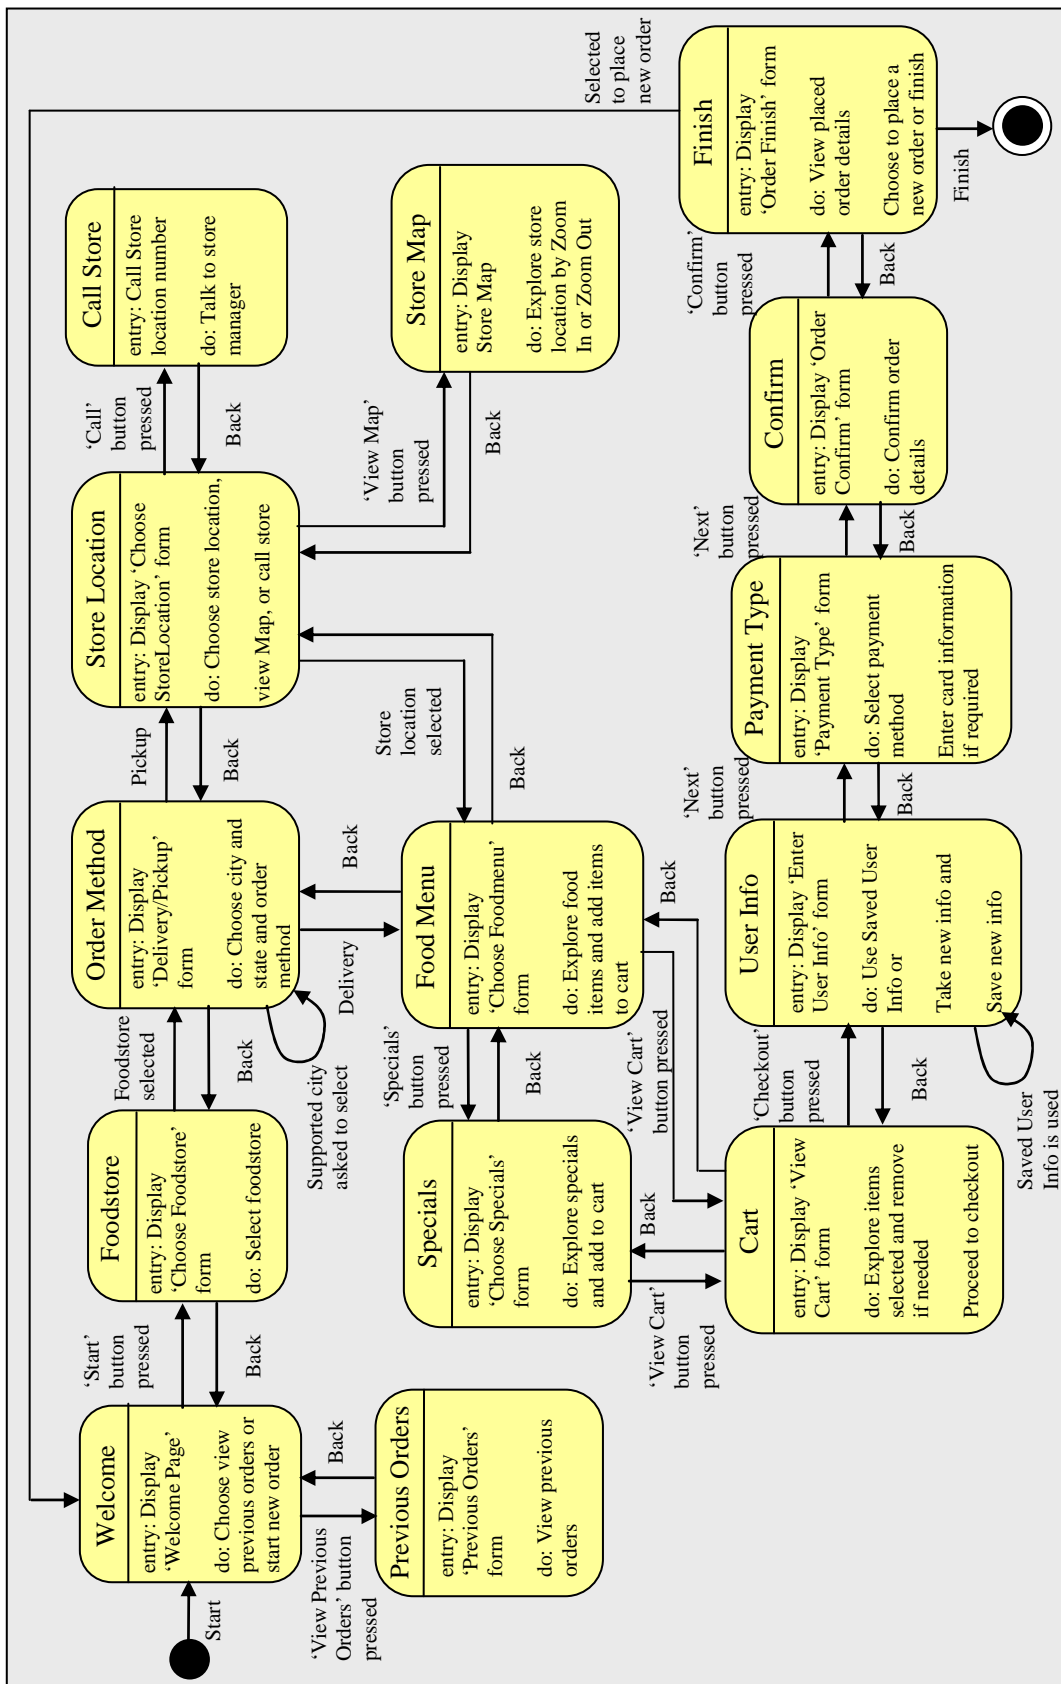 Start
Welcome
entry: Display
‘Welcome Page’
do: Choose view
previous orders or
start new order
‘Start’
button
pressed
Back
Foodstore
entry: Display
‘Choose Foodstore’
form
do: Select foodstore
Foodstore
selected
Back
Order Method
entry: Display
‘Delivery/Pickup’
form
do: Choose city and
state and order
method
Supported city
asked to select
Pickup
Back
Store Location
entry: Display ‘Choose
StoreLocation’ form
do: Choose store location,
view Map, or call store
‘Call’
button
pressed
Back
Call Store
entry: Call Store
location number
do: Talk to store
manager
‘View Previous
Orders’ button
pressed
Back
Previous Orders
entry: Display
‘Previous Orders’
form
do: View previous
orders
Delivery
Back
Store
location
selected
Back
‘View Map’
button
pressed
Back
Store Map
entry: Display
Store Map
do: Explore store
location by Zoom
In or Zoom Out
Specials
entry: Display
‘Choose Specials’
form
do: Explore specials
and add to cart
‘Specials’
button
pressed
Back
Food Menu
entry: Display
‘Choose Foodmenu’
form
do: Explore food
items and add items
to cart
‘View Cart’
button
pressed
Back
‘View Cart’
button pressed
Back
Cart
entry: Display ‘View
Cart’ form
do: Explore items
selected and remove
if needed
Proceed to checkout
‘Checkout’
button
pressed
Back
User Info
entry: Display ‘Enter
User Info’ form
do: Use Saved User
Info or
Take new info and
Save new info
Saved User
Info is used
‘Next’
button
pressed
Back
Payment Type
entry: Display
‘Payment Type’ form
do: Select payment
method
Enter card information
if required
‘Next’
button
pressed
Back
Confirm
entry: Display ‘Order
Confirm’ form
do: Confirm order
details
‘Confirm’
button
pressed
Back
Finish
entry: Display
‘Order Finish’ form
do: View placed
order details
Choose to place a
new order or finish
Selected
to place
new order
Finish